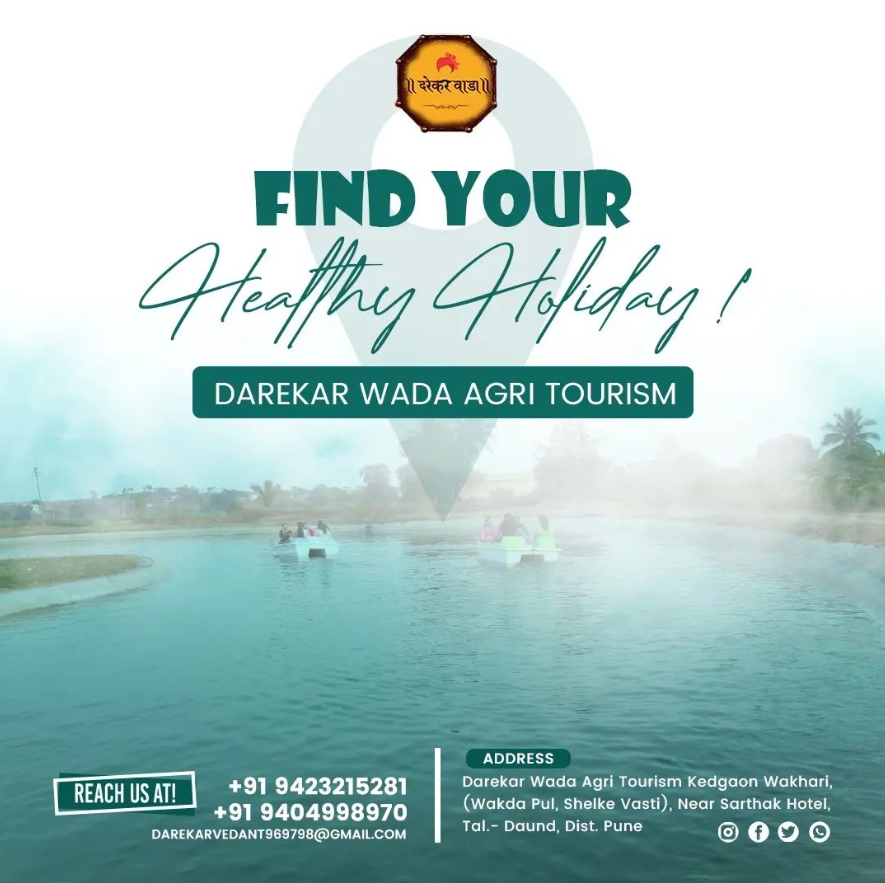 ॥ दरेकर वाडा ॥
FIND YOUR
Healthy Holiday !
DAREKAR WADA AGRI TOURISM
REACH US AT!
+91 9423215281
+91 9404998970
DAREKARVEDANT969798@GMAIL.COM
ADDRESS
Darekar Wada Agri Tourism Kedgaon Wakhari,
(Wakda Pul, Shelke Vasti), Near Sarthak Hotel,
Tal.- Daund, Dist. Pune